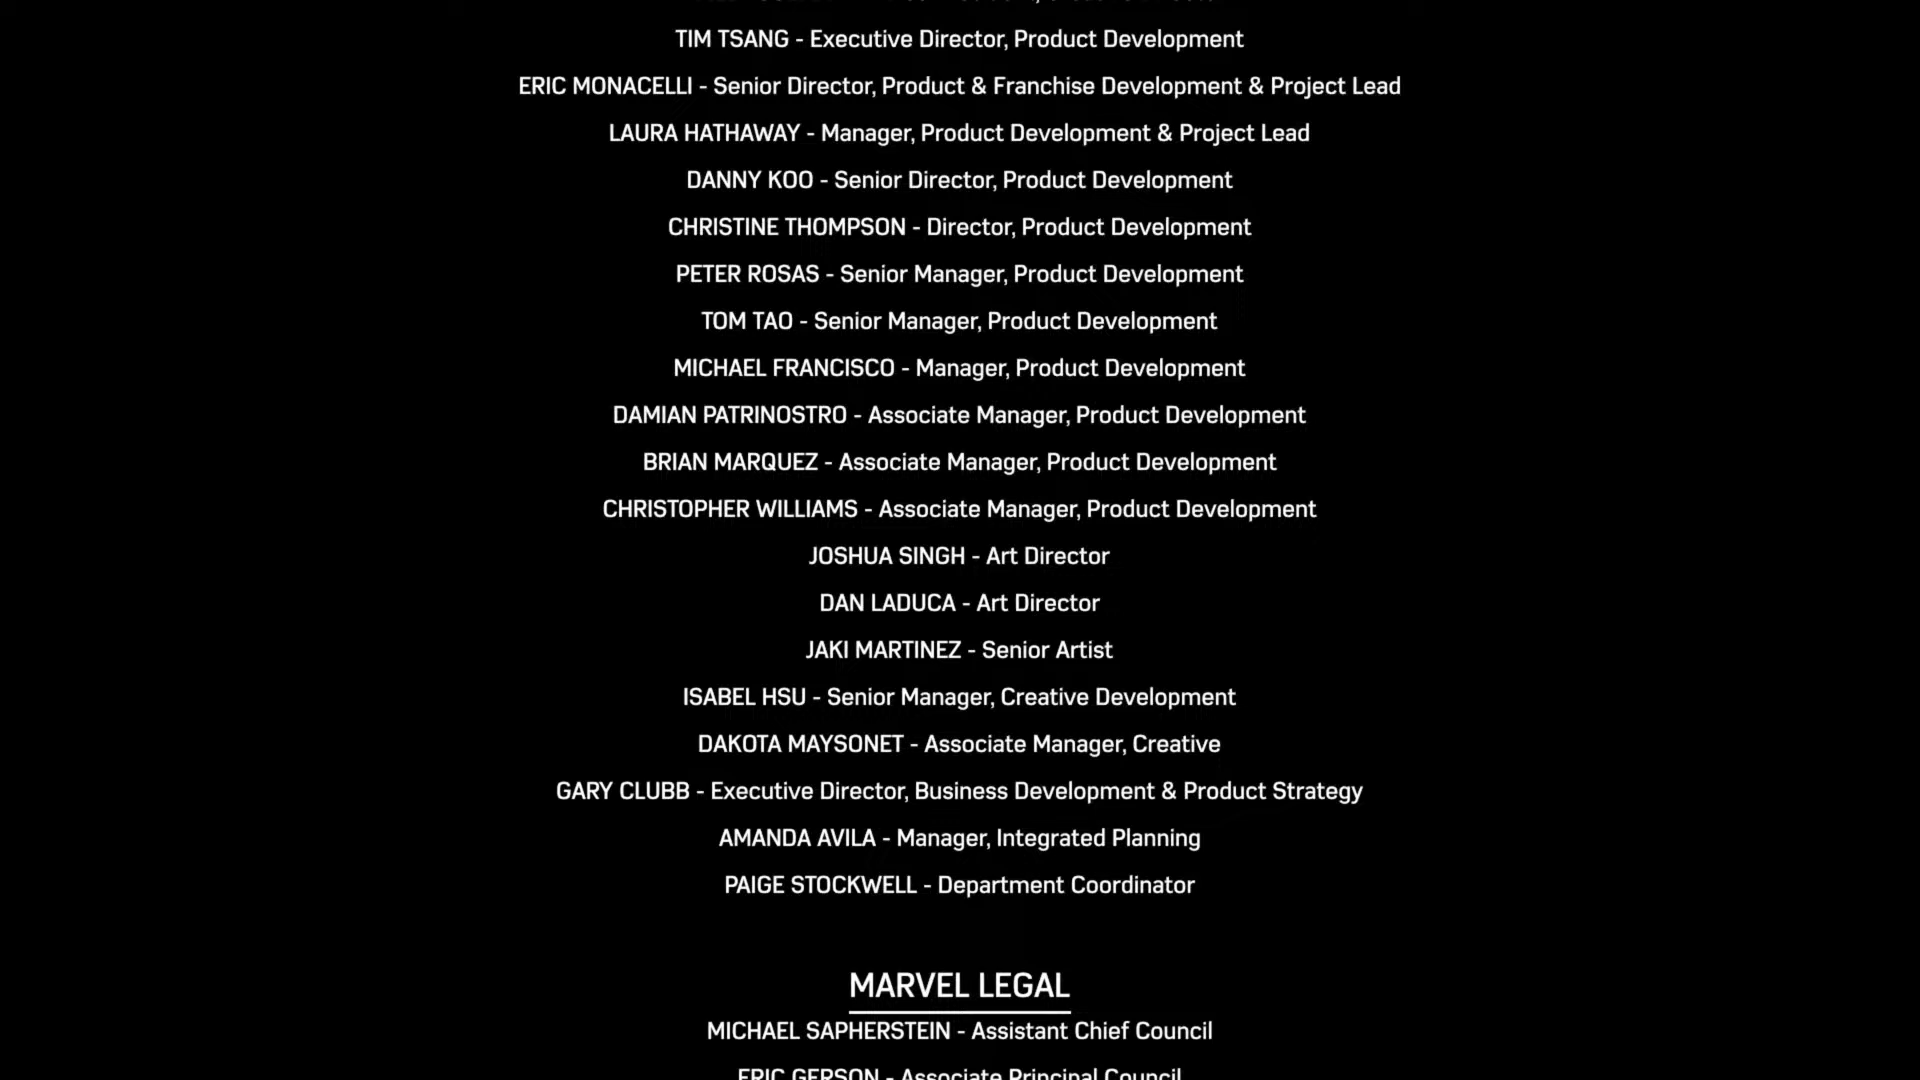 TIM TSANG - Executive Director, Product Development
ERIC MONACELLI - Senior Director, Product & Franchise Development & Project Lead
LAURA HATHAWAY - Manager, Product Development & Project Lead
DANNY KOO - Senior Director, Product Development
CHRISTINE THOMPSON - Director, Product Development
PETER ROSAS - Senior Manager, Product Development
TOM TAO - Senior Manager, Product Development
MICHAEL FRANCISCO - Manager, Product Development
DAMIAN PATRINOSTRO - Associate Manager, Product Development
BRIAN MARQUEZ - Associate Manager, Product Development
CHRISTOPHER WILLIAMS - Associate Manager, Product Development
JOSHUA SINGH - Art Director
DAN LADUCA - Art Director
JAKI MARTINEZ - Senior Artist
ISABEL HSU - Senior Manager, Creative Development
DAKOTA MAYSONET - Associate Manager, Creative
GARY CLUBB - Executive Director, Business Development & Product Strategy
AMANDA AVILA - Manager, Integrated Planning
PAIGE STOCKWELL - Department Coordinator
MARVEL LEGAL
MICHAEL SAPHERSTEIN - Assistant Chief Council
ERIC GERSON - Associate Principal Council